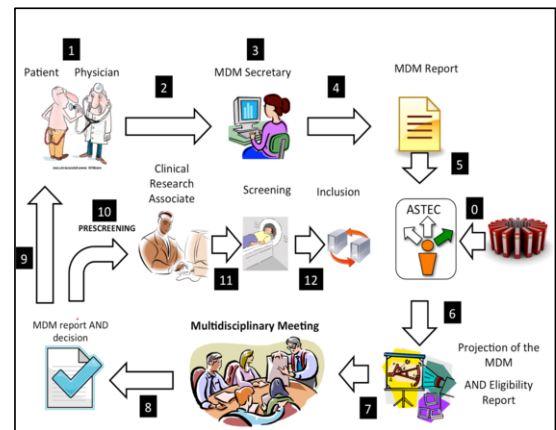 1
3
Patient Physician
MDM Secretary
MDM Report
2
4
5
Clinical
Research
Associate
Screening
Inclusion
ASTEC
0
10
PRESCREENING
9
11
12
6
MDM report AND
decision
Multidisciplinary Meeting
Projection of the
MDM
AND Eligibility
Report
8
7